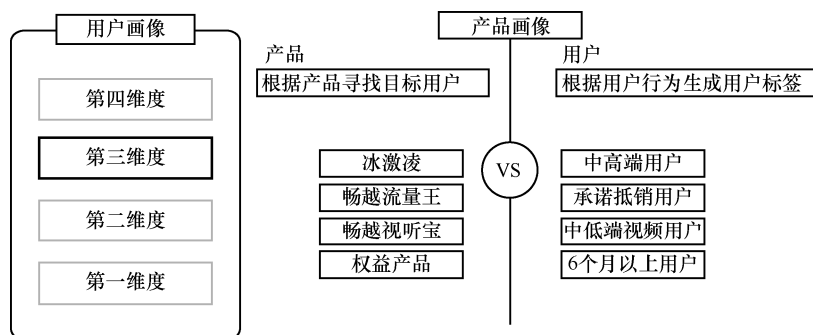 用户画像
第四维度
第三维度
第二维度
第一维度
产品画像
产品
用户
根据产品寻找目标用户
根据用户行为生成用户标签
VS
冰激凌
中高端用户
畅越流量王
承诺抵销用户
畅越视听宝
中低端视频用户
权益产品
6个月以上用户